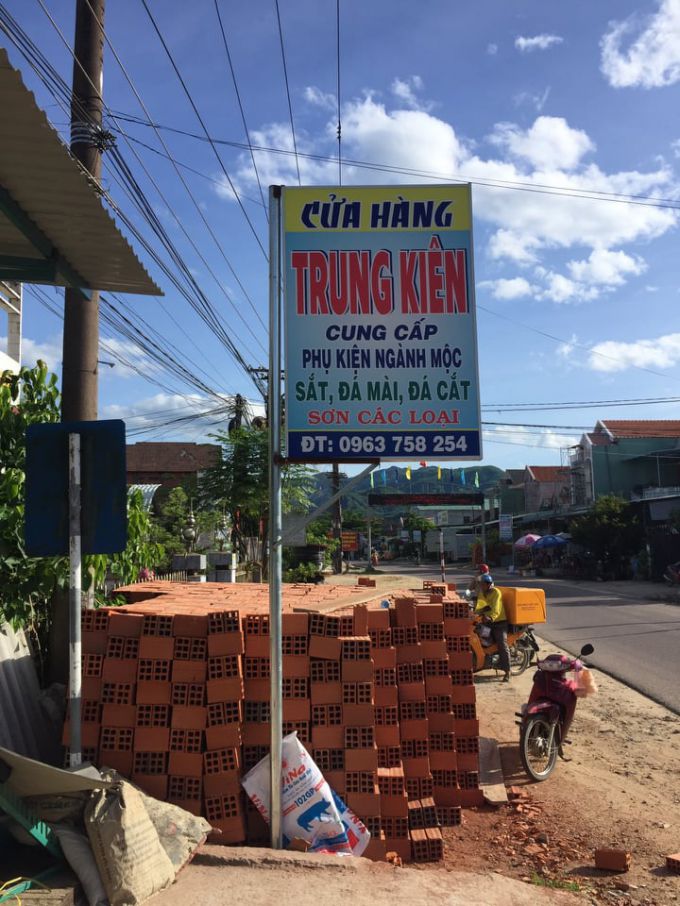 CỬA HÀNG
TRUNG KIÊN
CUNG CẤP
PHỤ KIỆN NGÀNH MỘC
SẮT, ĐÁ MÀI, ĐÁ CẮT
SƠN CÁC LOẠI
ĐT: 0963 758 254
102GP